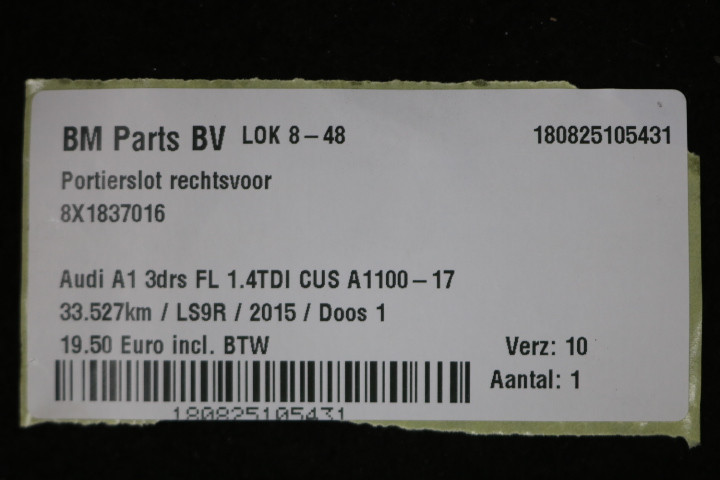 BM Parts BV LOK 8-48 180825105431
Portierslot rechtsvoor
8X1837016
Audi A1 3drs FL 1.4TDI CUS A1100-17
33.527km / LS9R / 2015 / Doos 1
19.50 Euro incl. BTW Verz: 10
Aantal: 1
180825105431